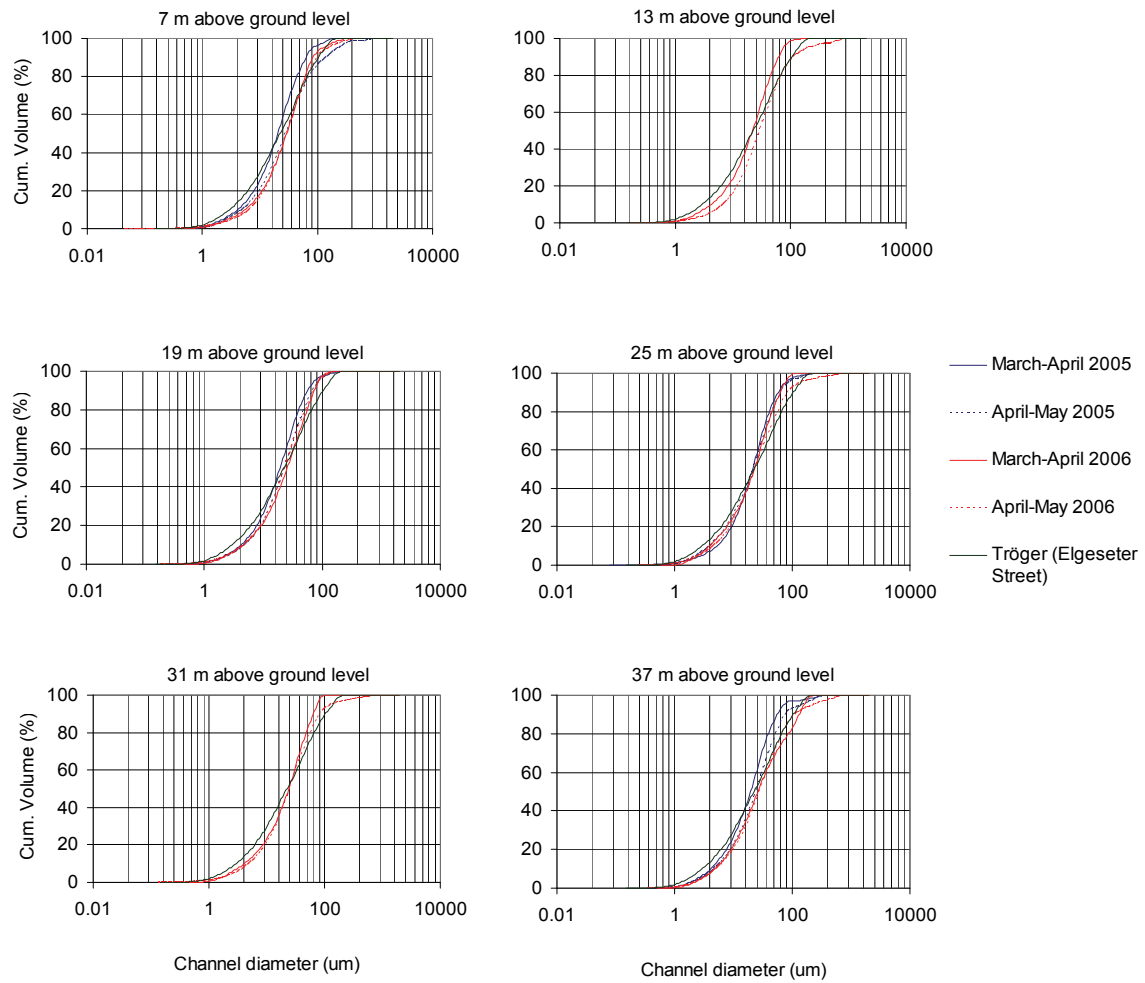 7 m above ground level
100
80
60
40
20
0
0.01 1 100 10000
Cum. Volume (%)
13 m above ground level
100
80
60
40
20
0
0.01 1 100 10000
19 m above ground level
100
80
60
40
20
0
0.01 1 100 10000
Cum. Volume (%)
25 m above ground level
100
80
60
40
20
0
0.01 1 100 10000
March-April 2005
April-May 2005
March-April 2006
April-May 2006
Tröger (Elgeseter
Street)
31 m above ground level
100
80
60
40
20
0
0.01 1 100 10000
Cum. Volume (%)
Channel diameter (um)
37 m above ground level
100
80
60
40
20
0
0.01 1 100 10000
Channel diameter (um)